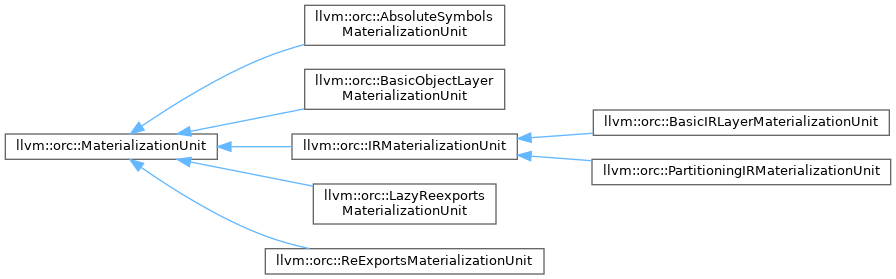 llvm::orc::AbsoluteSymbols
MaterializationUnit
llvm::orc::BasicObjectLayer
MaterializationUnit
llvm::orc::MaterializationUnit
llvm::orc::IRMaterializationUnit
llvm::orc::BasicIRLayerMaterializationUnit
llvm::orc::PartitioningIRMaterializationUnit
llvm::orc::LazyReexports
MaterializationUnit
llvm::orc::ReExportsMaterializationUnit